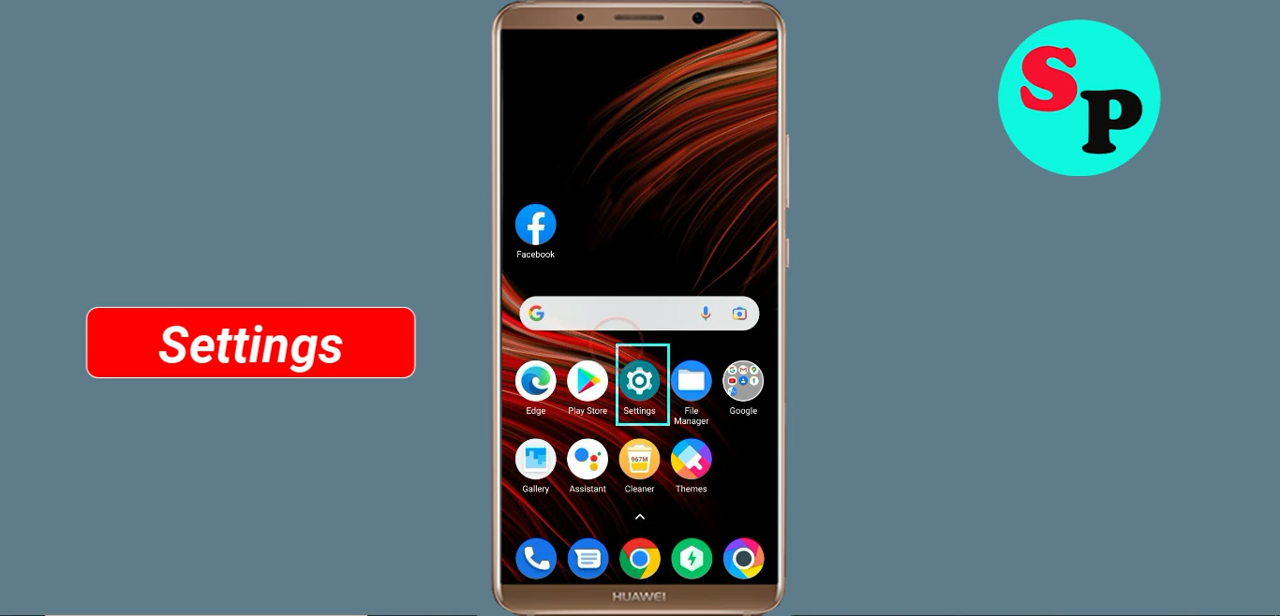 SP
Facebook
Settings
Edge
Play Store
Settings
File
Manager
Google
Gallery
967M
Assistant
Cleaner
Themes
HUAWEI